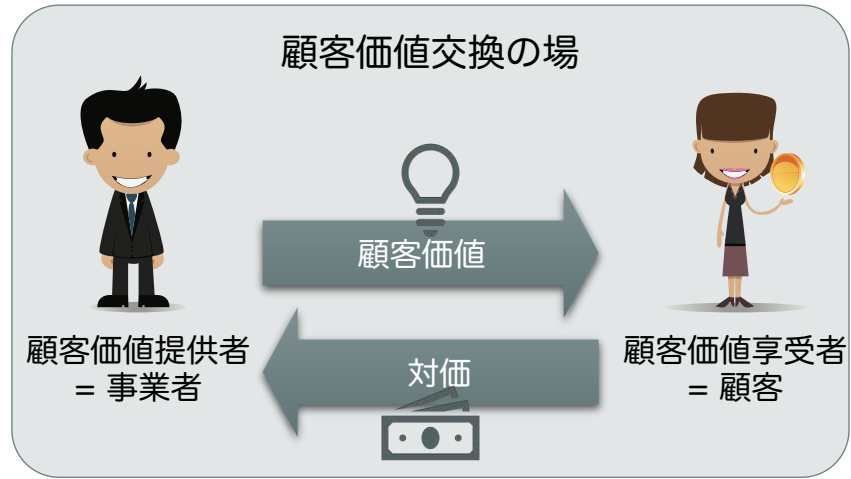 顧客価値交換の場
顧客価値
顧客価値提供者
= 事業者
対価
顧客価値享受者
= 顧客